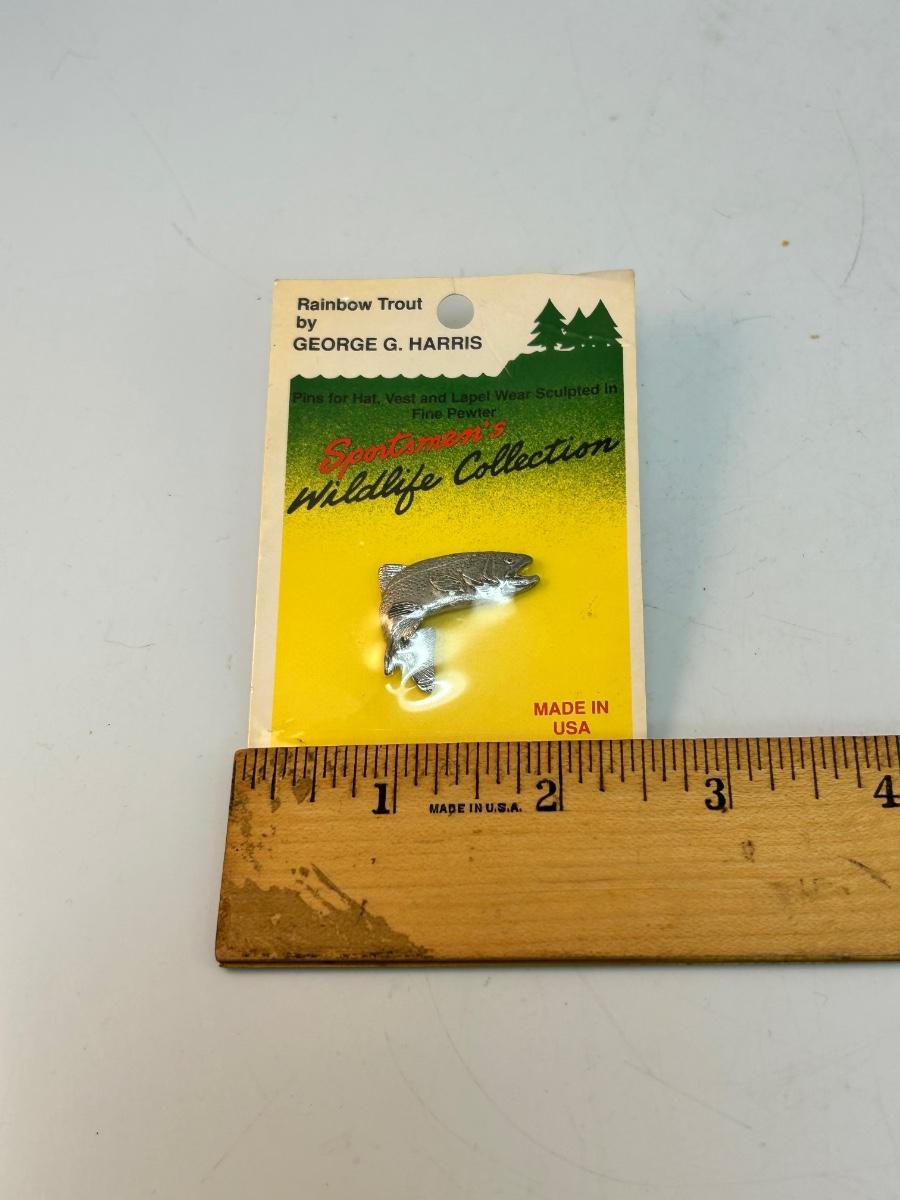 Rainbow Trout
by
GEORGE G. HARRIS
Pins for Hat, Vest and Lapel Wear Sculpted in
Fine Pewter
Sportsmen's
Wildlife Collection
MADE IN
USA
1 MADE IN U.S.A. 2 3 4